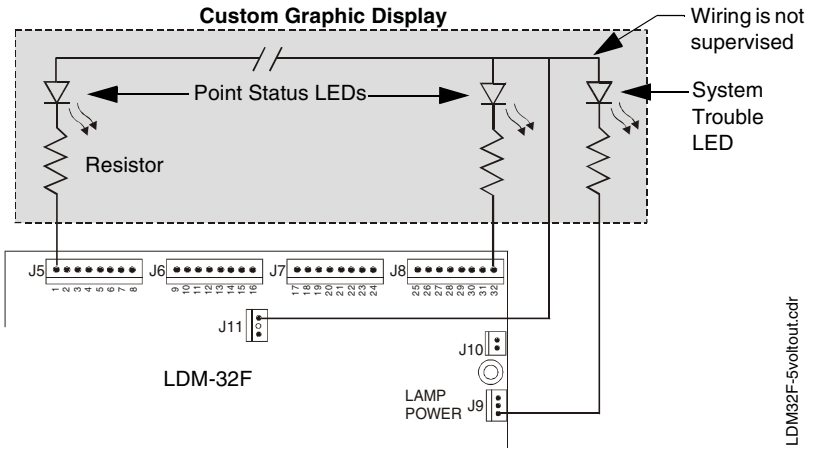 Custom Graphic Display
Wiring is not
supervised
Point Status LEDs
System
Trouble
LED
Resistor
J5
1 2 3 4 5 6 7 8
J6
9 10 11 12 13 14 15 16
J7
17 18 19 20 21 22 23 24
J8
25 26 27 28 29 30 31 32
J11
J10
LDM-32F
LAMP
POWER
J9
LDM32F-5voltout.cdr